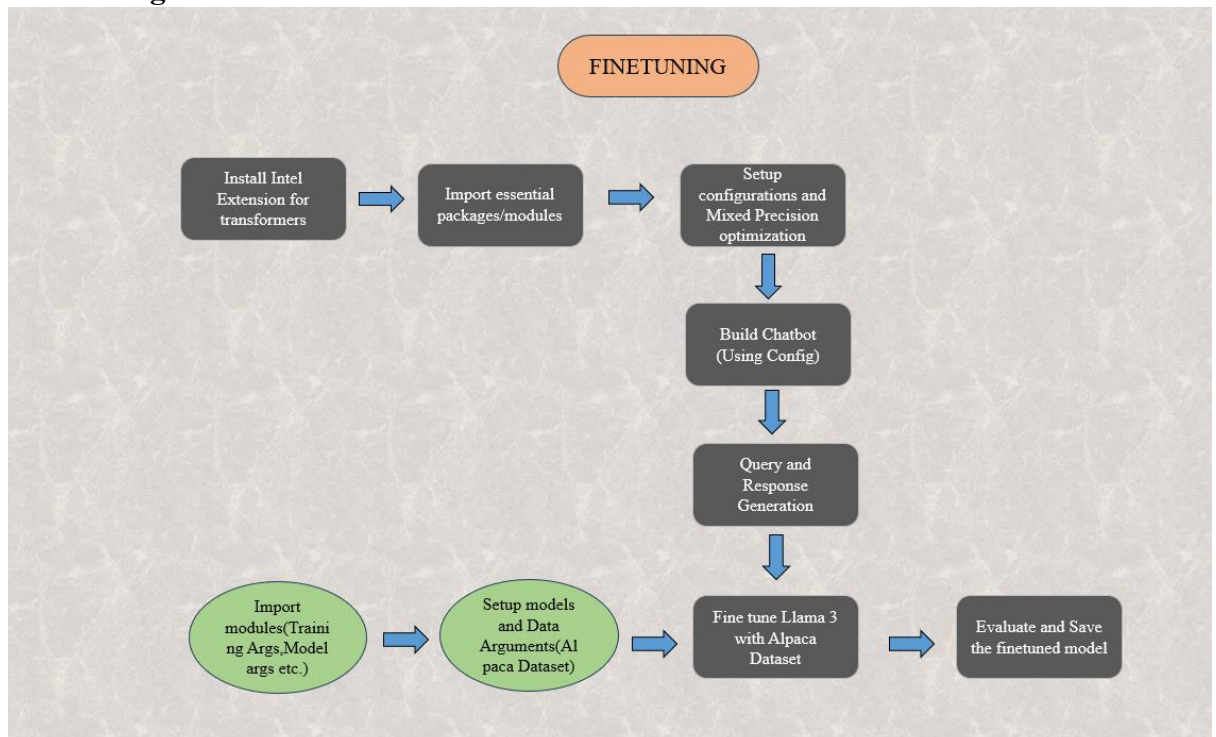 FINETUNING
Install Intel
Extension for
transformers
Import essential
packages/modules
Setup
configurations and
Mixed Precision
optimization
Build Chatbot
(Using Config)
Query and
Response
Generation
Import
modules(Traini
ng Args,Model
args etc.)
Setup models
and Data
Arguments(Al
paca Dataset)
Fine tune Llama 3
with Alpaca
Dataset
Evaluate and Save
the finetuned model